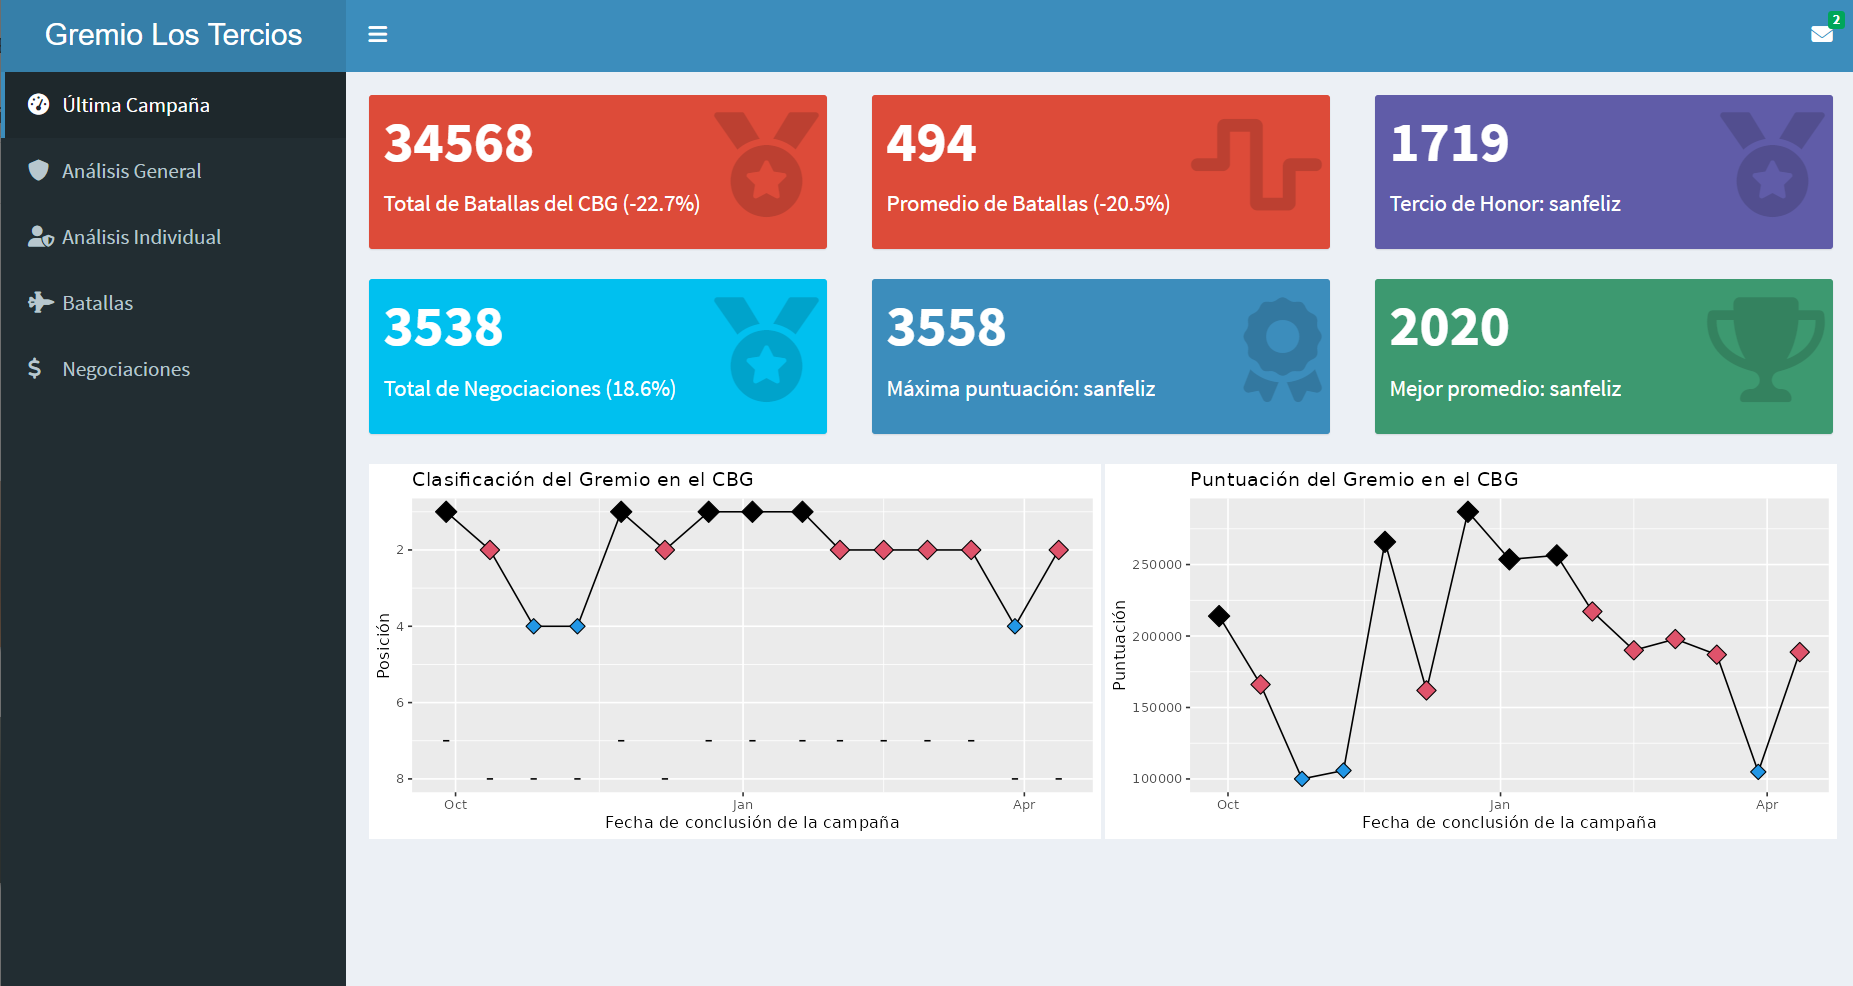 Gremio Los Tercios
2
Última Campaña
Análisis General
Análisis Individual
Batallas
Negociaciones
34568
Total de Batallas del CBG (-22.7%)
494
Promedio de Batallas (-20.5%)
1719
Tercio de Honor: sanfeliz
3538
Total de Negociaciones (18.6%)
3558
Máxima puntuación: sanfeliz
2020
Mejor promedio: sanfeliz
Clasificación del Gremio en el CBG
Posición
2
4
6
8
Oct
Jan
Apr
Fecha de conclusión de la campaña
Puntuación del Gremio en el CBG
Puntuación
250000
200000
150000
100000
Oct
Jan
Apr
Fecha de conclusión de la campaña